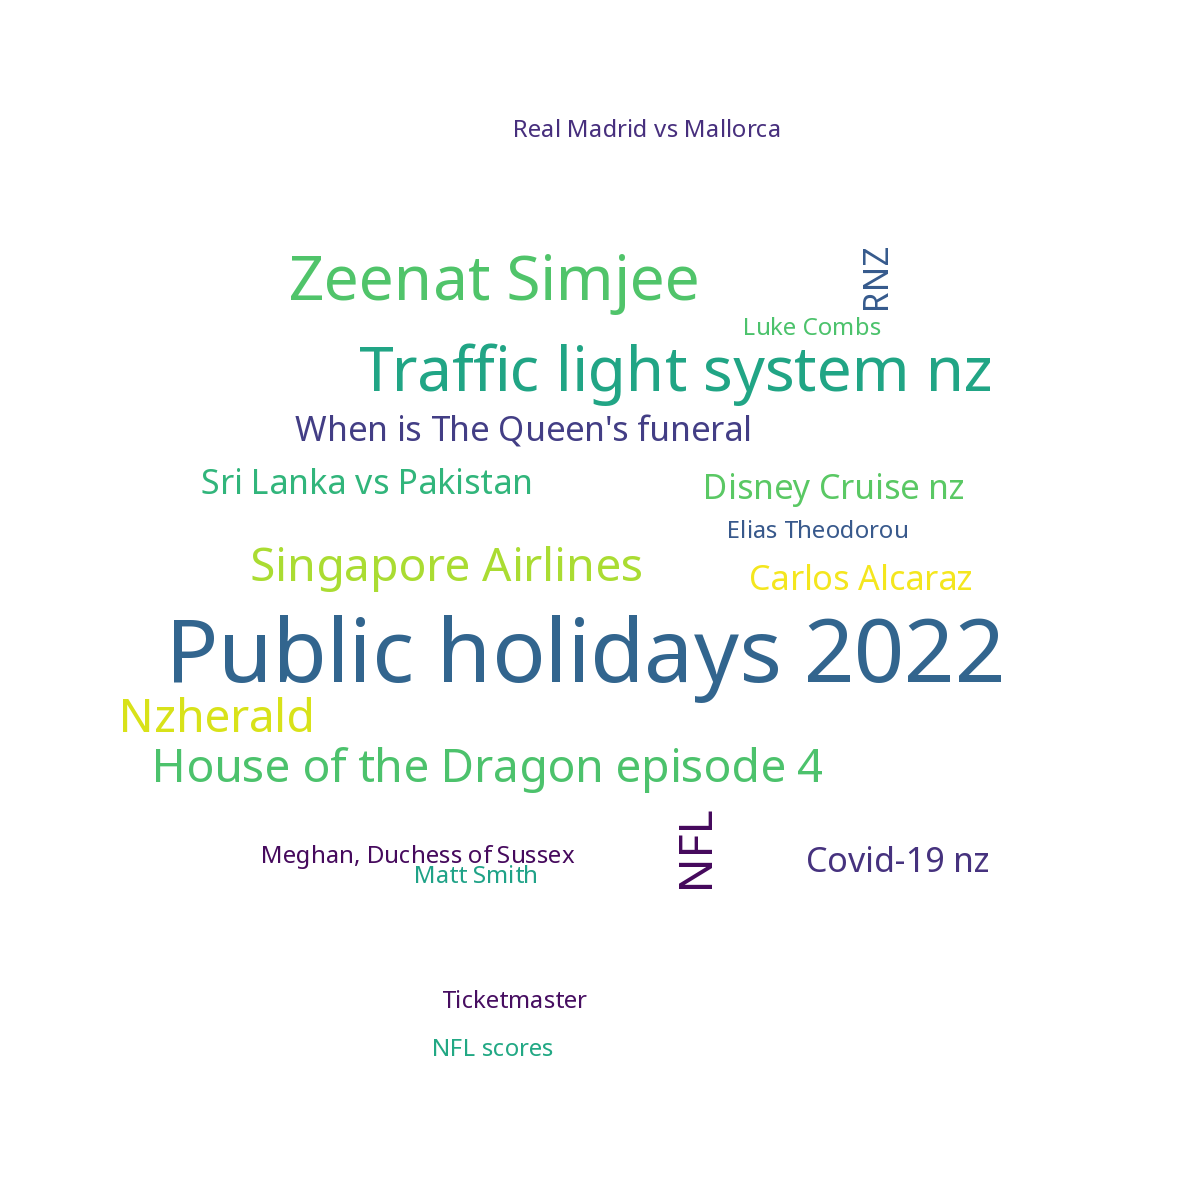 Real Madrid vs Mallorca
Zeenat Simjee
RNZ
Luke Combs
Traffic light system nz
When is The Queen's funeral
Sri Lanka vs Pakistan
Disney Cruise nz
Elias Theodorou
Singapore Airlines
Carlos Alcaraz
Public holidays 2022
Nzherald
House of the Dragon episode 4
NFL
Meghan, Duchess of Sussex
Covid-19 nz
Matt Smith
Ticketmaster
NFL scores